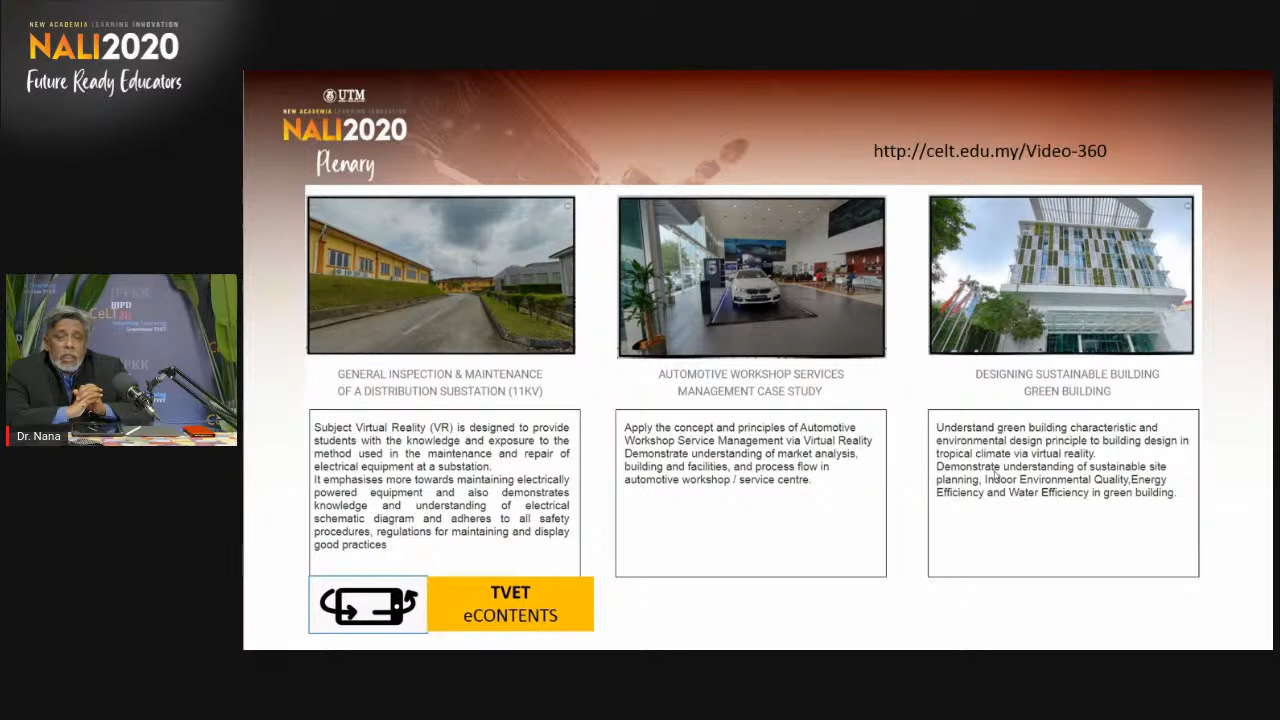 NEW ACADEMIA LEARNING INNOVATION
NALI2020
Future Ready Educators
UTM
NEW ACADEMIA LEARNING INNOVATION
NALI2020
Plenary
http://celt.edu.my/Video-360
GENERAL INSPECTION & MAINTENANCE
OF A DISTRIBUTION SUBSTATION (11KV)
AUTOMOTIVE WORKSHOP SERVICES
MANAGEMENT CASE STUDY
DESIGNING SUSTAINABLE BUILDING
GREEN BUILDING
Subject Virtual Reality (VR) is designed to provide
students with the knowledge and exposure to the
method used in the maintenance and repair of
electrical equipment at a substation.
It emphasises more towards maintaining electrically
powered equipment and also demonstrates
knowledge and understanding of electrical
schematic diagram and adheres to all safety
procedures, regulations for maintaining and display
good practices
Apply the concept and principles of Automotive
Workshop Service Management via Virtual Reality
Demonstrate understanding of market analysis,
building and facilities, and process flow in
automotive workshop / service centre.
Understand green building characteristic and
environmental design principle to building design in
tropical climate via virtual reality.
Demonstrate understanding of sustainable site
planning, Indoor Environmental Quality,Energy
Efficiency and Water Efficiency in green building.
BIPD
CeLT
Dr. Nana
TVET
eCONTENTS